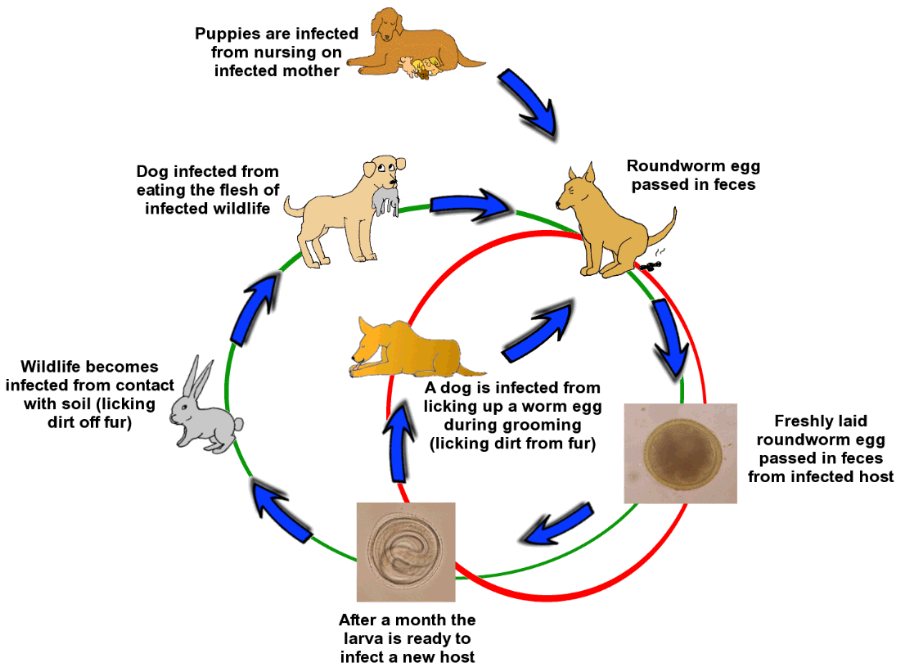 Puppies are infected
from nursing on
infected mother
Dog infected from
eating the flesh of
infected wildlife
Roundworm egg
passed in feces
Wildlife becomes
infected from contact
with soil (licking
dirt off fur)
A dog is infected from
licking up a worm egg
during grooming
(licking dirt from fur)
Freshly laid
roundworm egg
passed in feces
from infected host
After a month the
larva is ready to
infect a new host